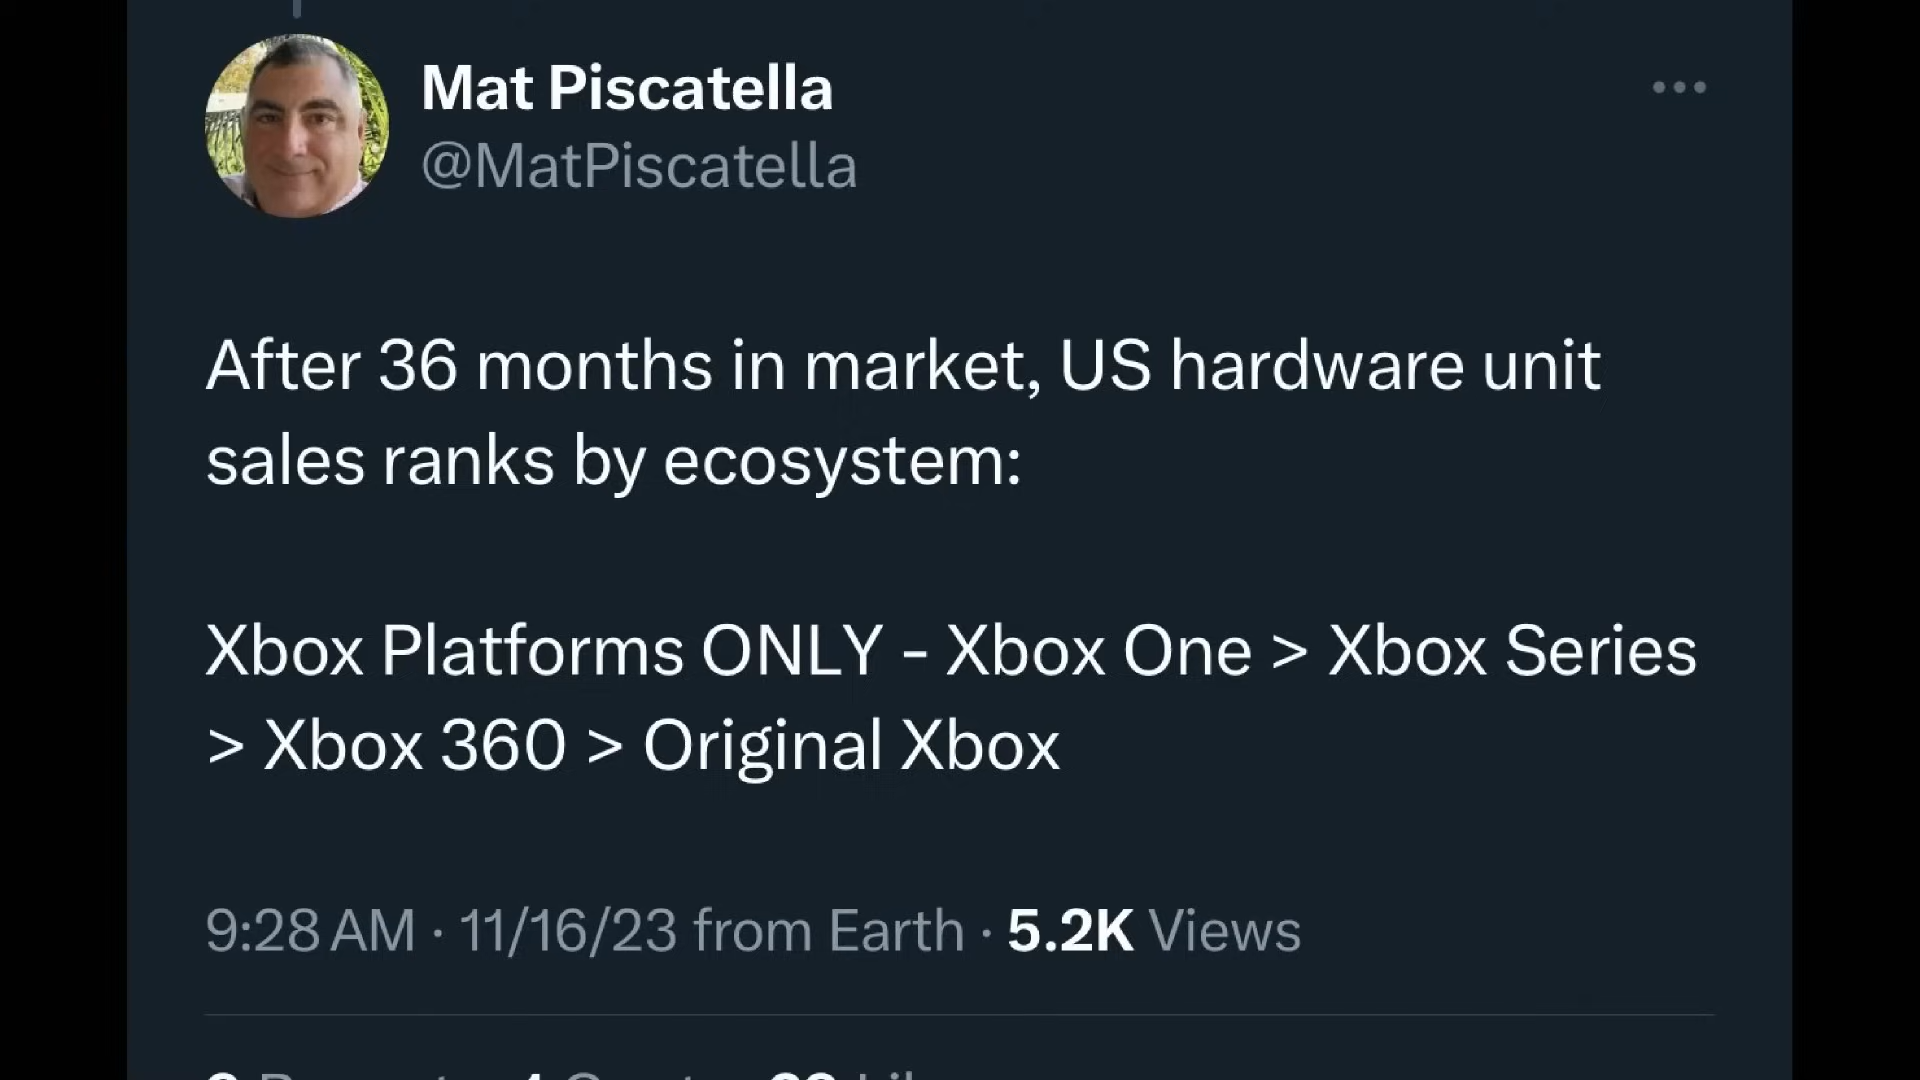 Mat Piscatella
@MatPiscatella
After 36 months in market, US hardware unit
sales ranks by ecosystem:
Xbox Platforms ONLY - Xbox One > Xbox Series
> Xbox 360 > Original Xbox
9:28 AM · 11/16/23 from Earth · 5.2K Views